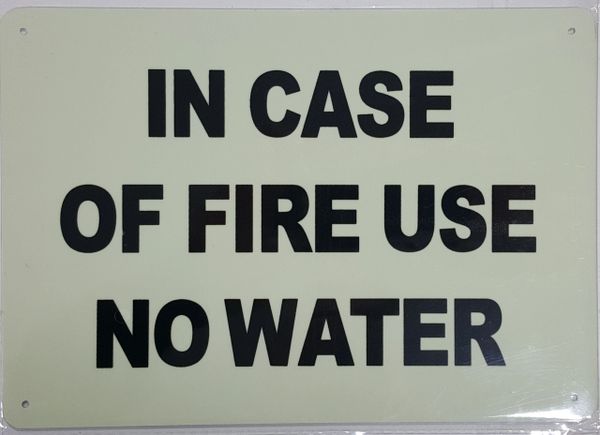 IN CASE
OF FIRE USE
NO WATER